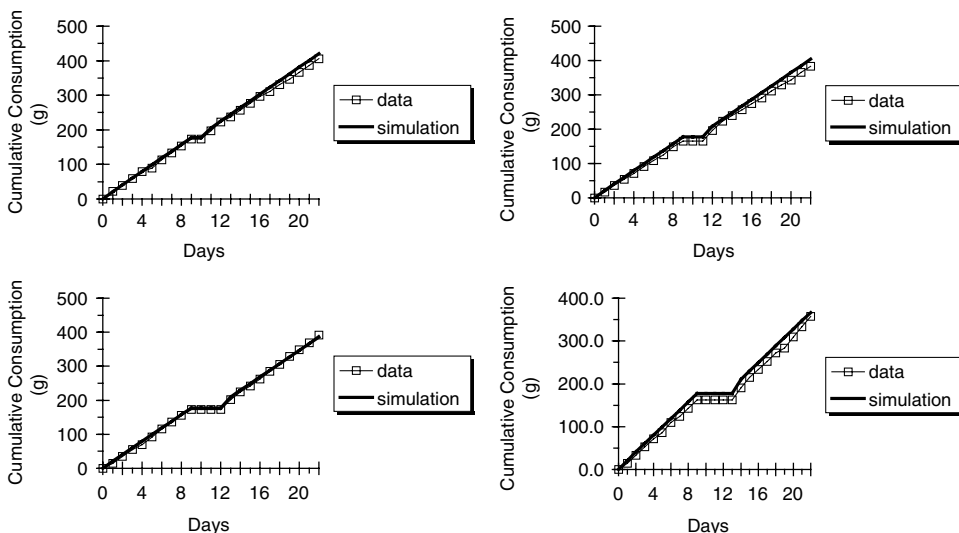 Cumulative Consumption
(g)
500
400
300
200
100
0
0 4 8 12 16 20
Days
data
simulation
Cumulative Consumption
(g)
500
400
300
200
100
0
0 4 8 12 16 20
Days
data
simulation
Cumulative Consumption
(g)
500
400
300
200
100
0
0 4 8 12 16 20
Days
data
simulation
Cumulative Consumption
(g)
400.0
300.0
200.0
100.0
0.0
0 4 8 12 16 20
Days
data
simulation